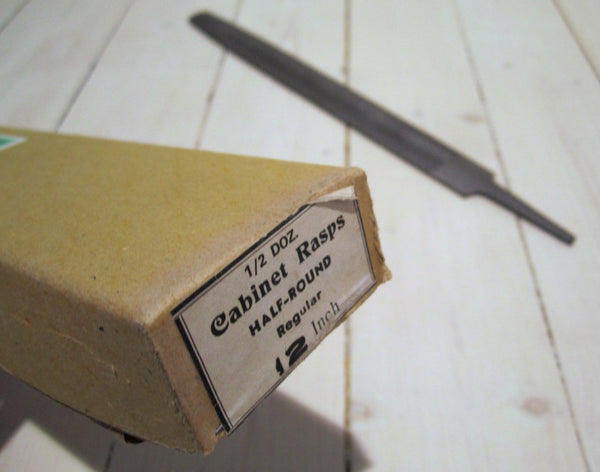 1/2 DOZ.
Cabinet Rasps
HALF-ROUND
Regular
12 Inch